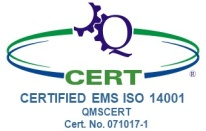 Q
CERT ®
CERTIFIED EMS ISO 14001
QMSCERT
Cert. No. 071017-1